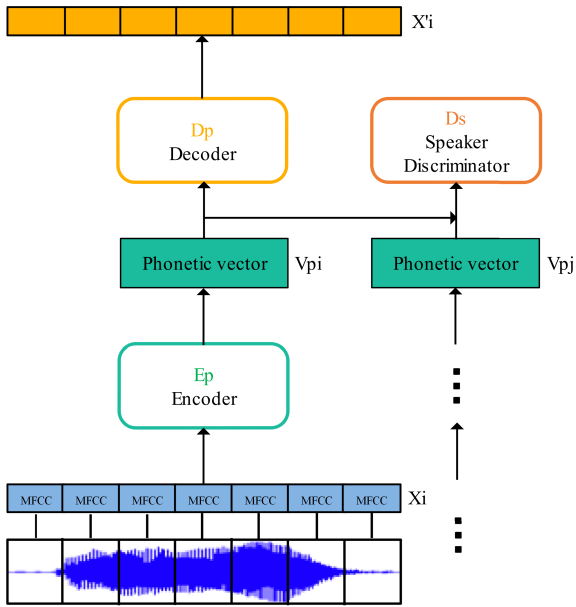 X'i
Dp
Decoder
Ds
Speaker
Discriminator
Phonetic vector
Vpi
Phonetic vector
Vpj
Ep
Encoder
MFCC MFCC MFCC MFCC MFCC MFCC MFCC
Xi